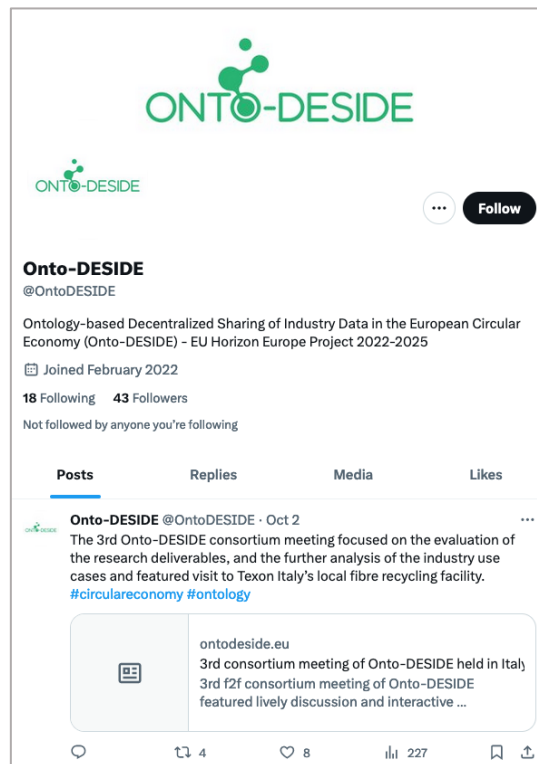 ONTO-DESIDE
ONTO-DESIDE
Follow
Onto-DESIDE
@OntoDESIDE
Ontology-based Decentralized Sharing of Industry Data in the European Circular
Economy (Onto-DESIDE) - EU Horizon Europe Project 2022-2025
Joined February 2022
18 Following 43 Followers
Not followed by anyone you're following
Posts Replies Media Likes
ONTO-DESIDE
Onto-DESIDE @OntoDESIDE · Oct 2
The 3rd Onto-DESIDE consortium meeting focused on the evaluation of
the research deliverables, and the further analysis of the industry use
cases and featured visit to Texon Italy's local fibre recycling facility.
#circulareconomy #ontology
ontodeside.eu
3rd consortium meeting of Onto-DESIDE held in Italy
3rd f2f consortium meeting of Onto-DESIDE
featured lively discussion and interactive ...
4 8 227